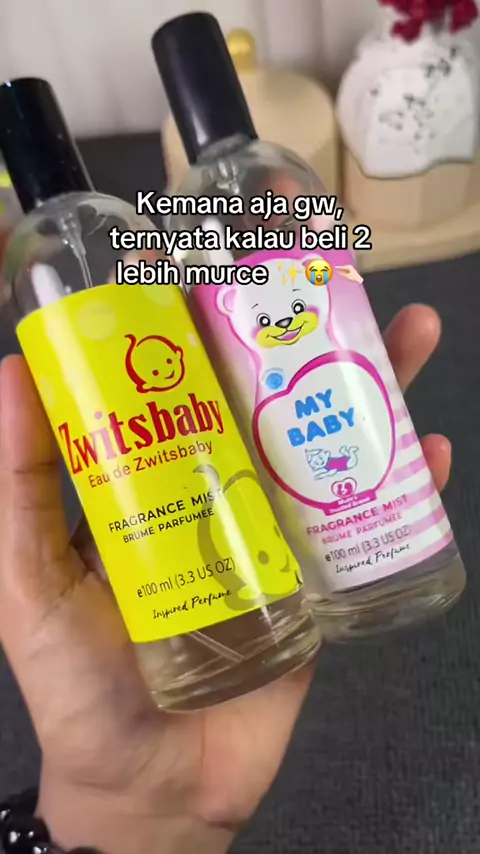 Kemana aja gw,
ternyata kalau beli 2
lebih murce ✨😭🤏🏻
Zwitsbaby
Eau de Zwitsbaby
FRAGRANCE MIST
BRUME PARFUMEE
e100 ml (3.3 US OZ)
Inspired Perfume
MY
BABY
FRAGRANCE MIST
BRUME PARFUMEE
e100 ml (3.3 US OZ)
Inspired Perfume